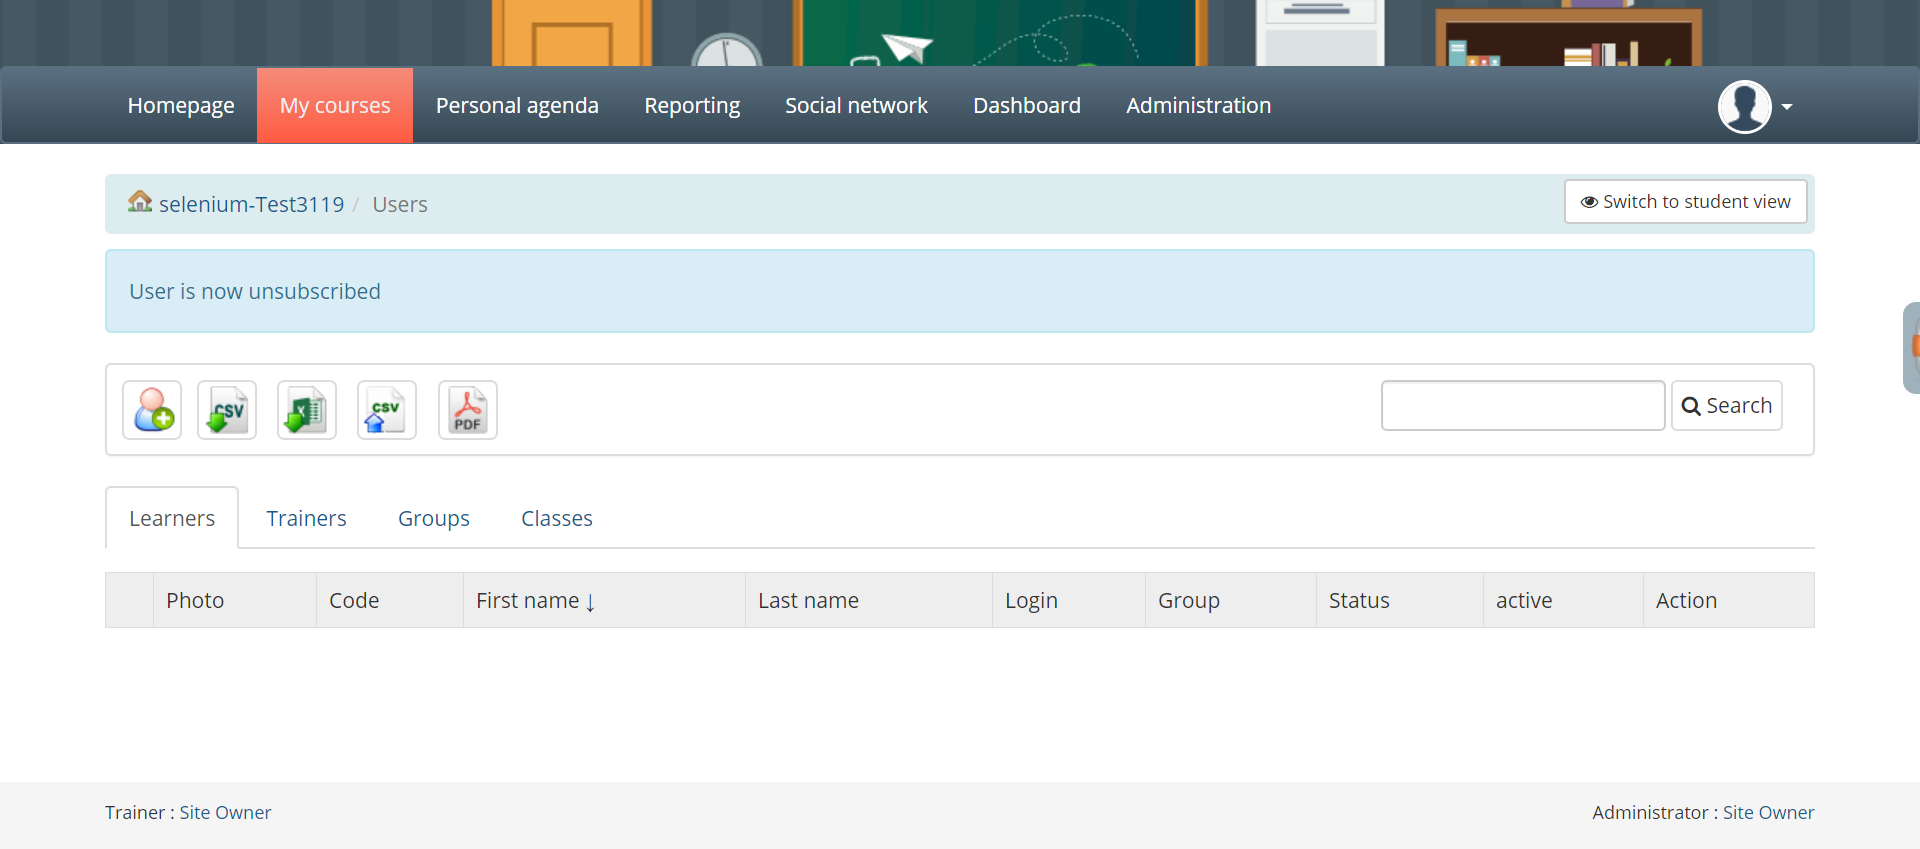 Homepage My courses Personal agenda Reporting Social network Dashboard Administration
selenium-Test3119 / Users Switch to student view
User is now unsubscribed
CSV CSV PDF Search
Learners Trainers Groups Classes
Photo Code First name ↓ Last name Login Group Status active Action
Trainer : Site Owner Administrator : Site Owner